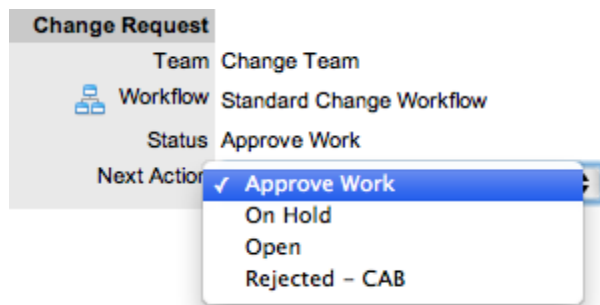 Change Request
Team Change Team
Workflow Standard Change Workflow
Status Approve Work
Next Action
✓ Approve Work
On Hold
Open
Rejected – CAB